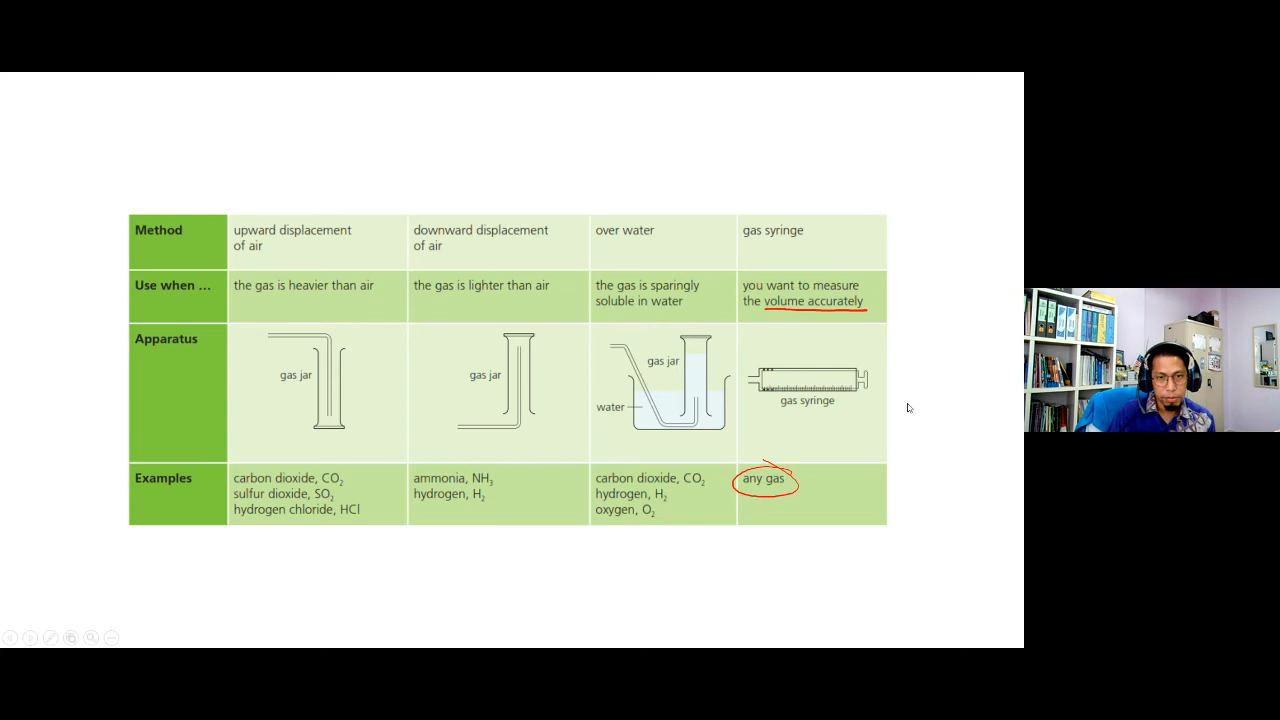 Method
upward displacement
of air
downward displacement
of air
over water
gas syringe
Use when ...
the gas is heavier than air
the gas is lighter than air
the gas is sparingly
soluble in water
you want to measure
the volume accurately
Apparatus
gas jar
gas jar
gas jar
water
gas syringe
Examples
carbon dioxide, CO₂
sulfur dioxide, SO₂
hydrogen chloride, HCl
ammonia, NH₃
hydrogen, H₂
carbon dioxide, CO₂
hydrogen, H₂
oxygen, O₂
any gas